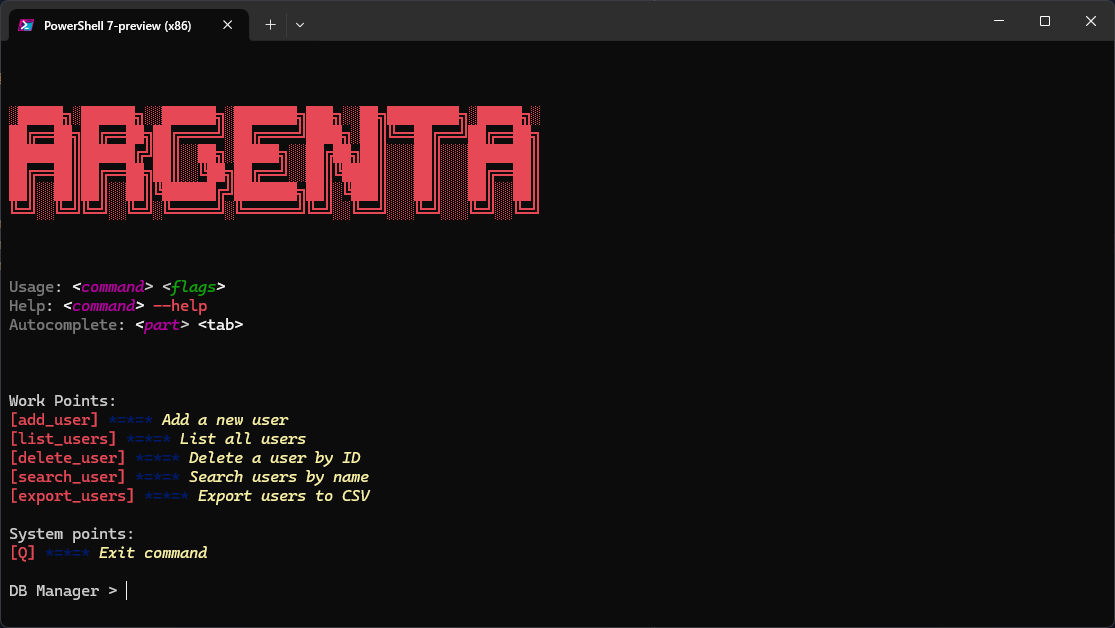 PowerShell 7-preview (x86)
ARGENTA
Usage: <command> <flags>
Help: <command> --help
Autocomplete: <part> <tab>
Work Points:
[add_user] *=*=* Add a new user
[list_users] *=*=* List all users
[delete_user] *=*=* Delete a user by ID
[search_user] *=*=* Search users by name
[export_users] *=*=* Export users to CSV
System points:
[Q] *=*=* Exit command
DB Manager >